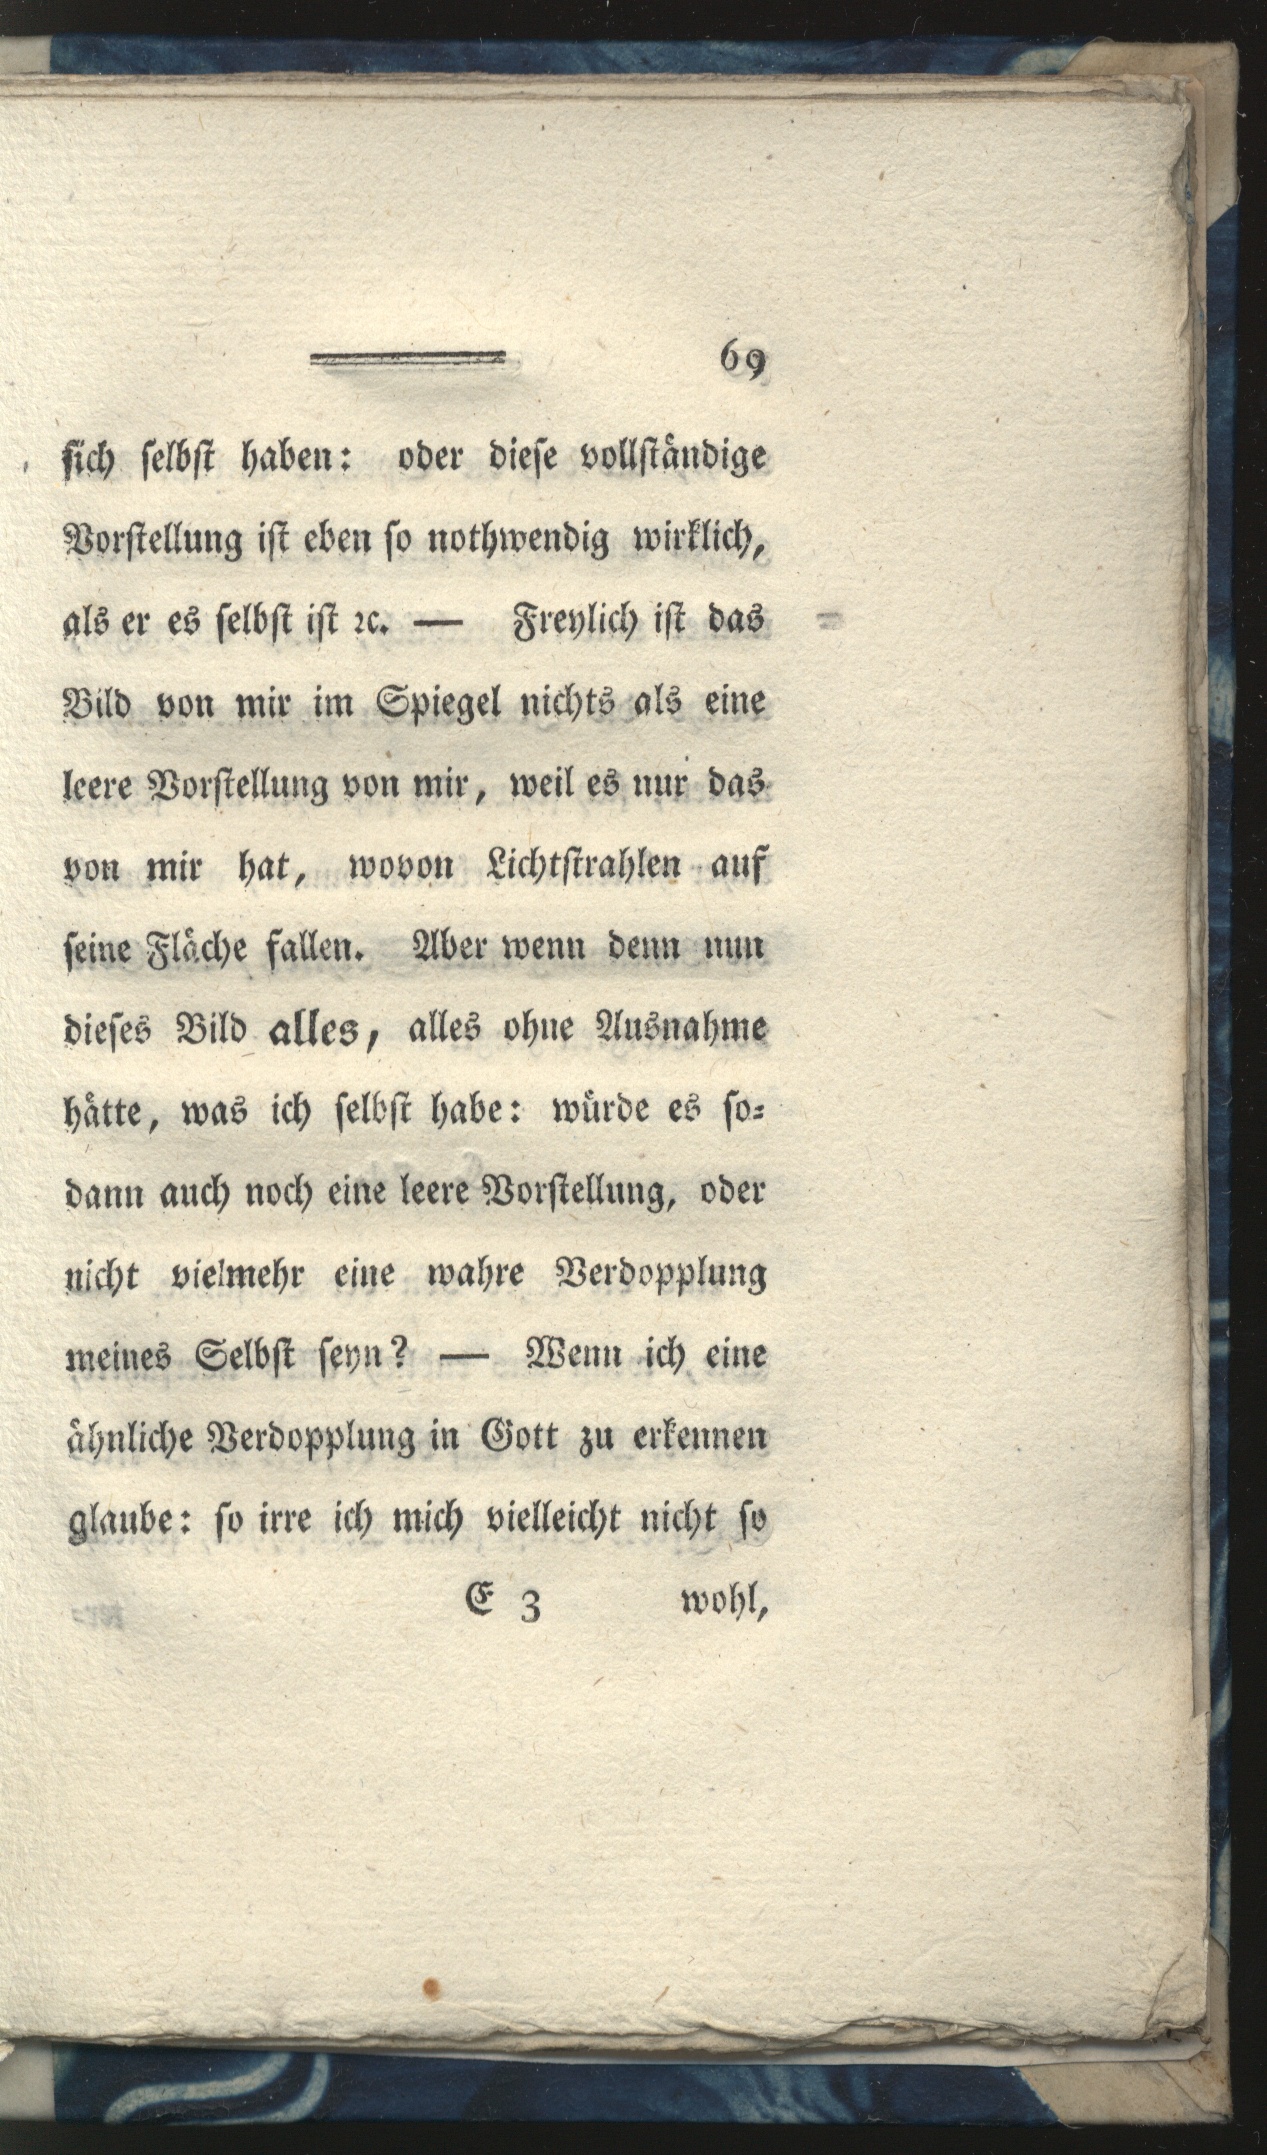 69
ſich ſelbſt haben: oder dieſe vollſtändige
Vorſtellung iſt eben ſo nothwendig wirklich,
als er es ſelbſt iſt ꝛc. — Freylich iſt das
Bild von mir im Spiegel nichts als eine
leere Vorſtellung von mir, weil es nur das
von mir hat, wovon Lichtſtrahlen auf
ſeine Fläche fallen. Aber wenn denn nun
dieſes Bild alles, alles ohne Ausnahme
hätte, was ich ſelbſt habe: würde es ſo⸗
dann auch noch eine leere Vorſtellung, oder
nicht vielmehr eine wahre Verdopplung
meines Selbſt ſeyn? — Wenn ich eine
ähnliche Verdopplung in Gott zu erkennen
glaube: ſo irre ich mich vielleicht nicht ſo
E 3 wohl,